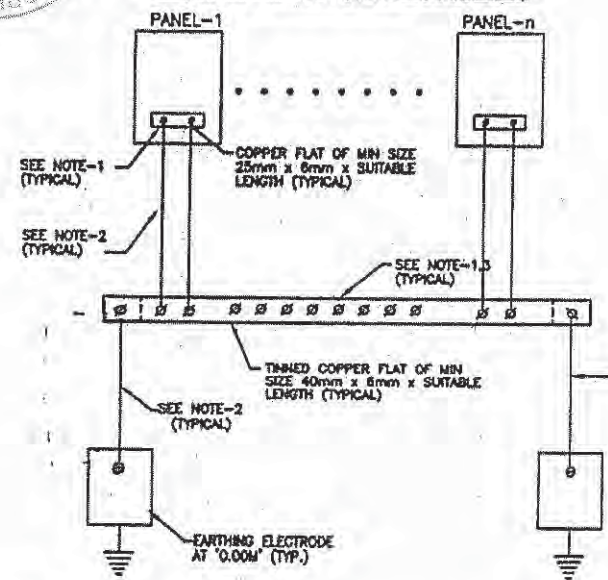 PANEL-1
PANEL-n
SEE NOTE-1
(TYPICAL)
COPPER FLAT OF MIN SIZE
25mm x 6mm x SUITABLE
LENGTH (TYPICAL)
SEE NOTE-2
(TYPICAL)
SEE NOTE-1,3
(TYPICAL)
TINNED COPPER FLAT OF MIN
SIZE 40mm x 6mm x SUITABLE
LENGTH (TYPICAL)
SEE NOTE-2
(TYPICAL)
EARTHING ELECTRODE
AT '0.00M' (TYP.)